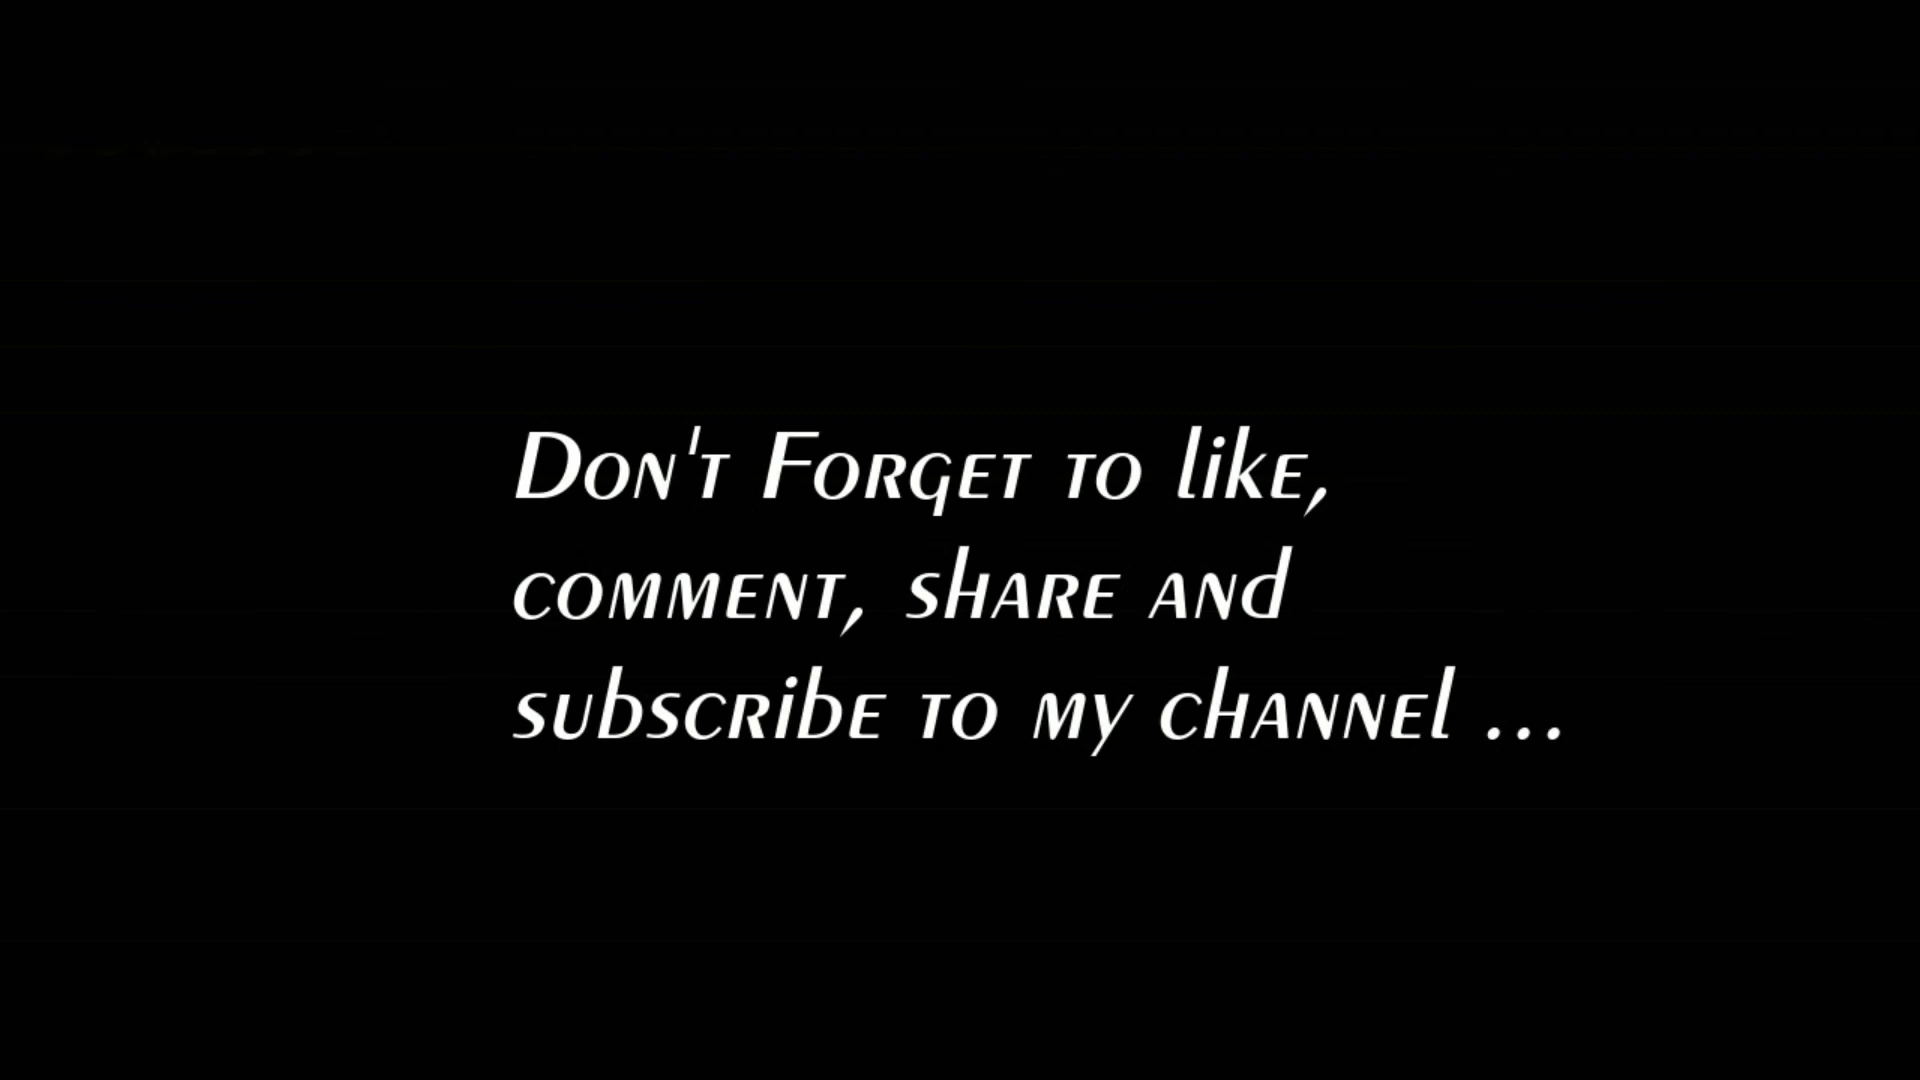 Don't Forget to like,
comment, share and
subscribe to my channel ...